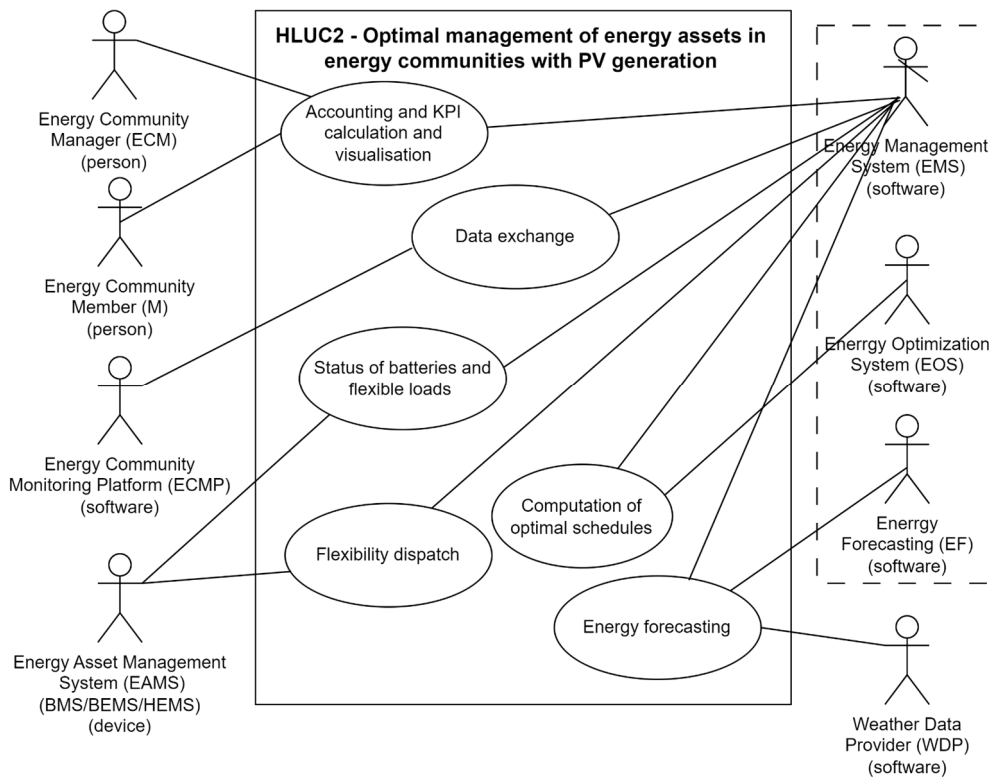 HLUC2 - Optimal management of energy assets in
energy communities with PV generation
Energy Community
Manager (ECM)
(person)
Energy Community
Member (M)
(person)
Energy Community
Monitoring Platform (ECMP)
(software)
Energy Asset Management
System (EAMS)
(BMS/BEMS/HEMS)
(device)
Accounting and KPI
calculation and
visualisation
Data exchange
Status of batteries and
flexible loads
Flexibility dispatch
Computation of
optimal schedules
Energy forecasting
Energy Management
System (EMS)
(software)
Enerrgy Optimization
System (EOS)
(software)
Enerrgy
Forecasting (EF)
(software)
Weather Data
Provider (WDP)
(software)